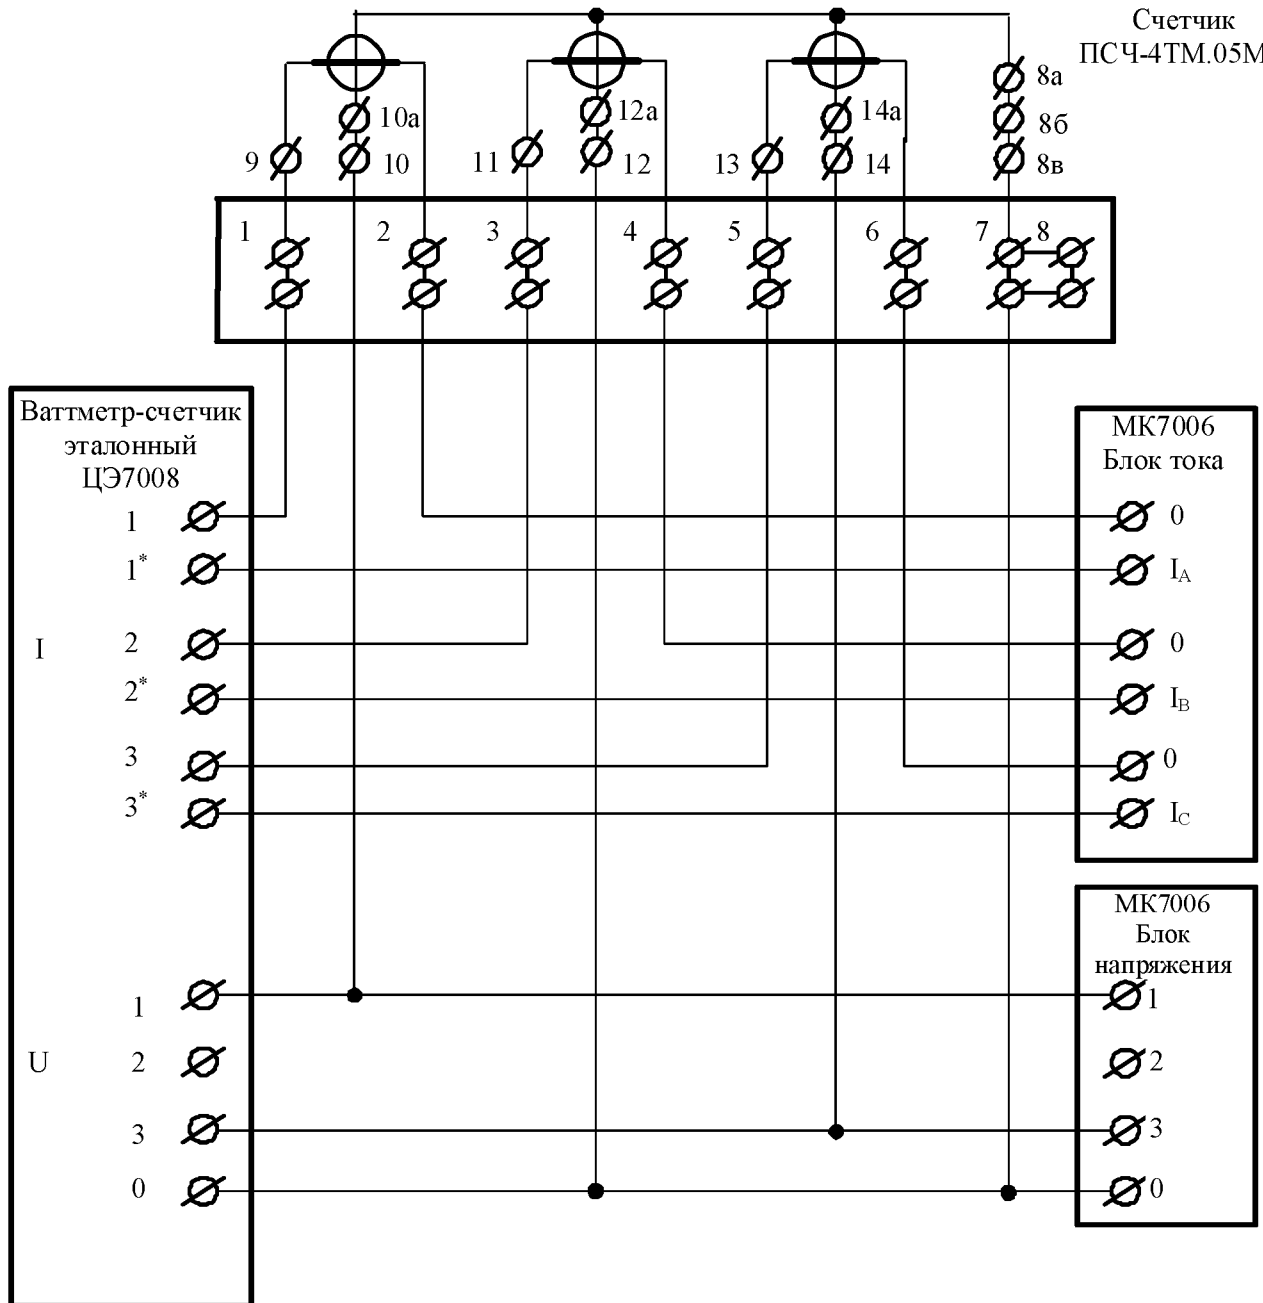 Счетчик
ПСЧ-4ТМ.05М
8а
10а
12а
14а
8б
9
10
11
12
13
14
8в
1
2
3
4
5
6
7
8
Ваттметр-счетчик
эталонный
ЦЭ7008
1
1*
I
2
2*
3
3*
1
U
2
3
0
МК7006
Блок тока
0
IA
0
IB
0
IC
МК7006
Блок
напряжения
1
2
3
0